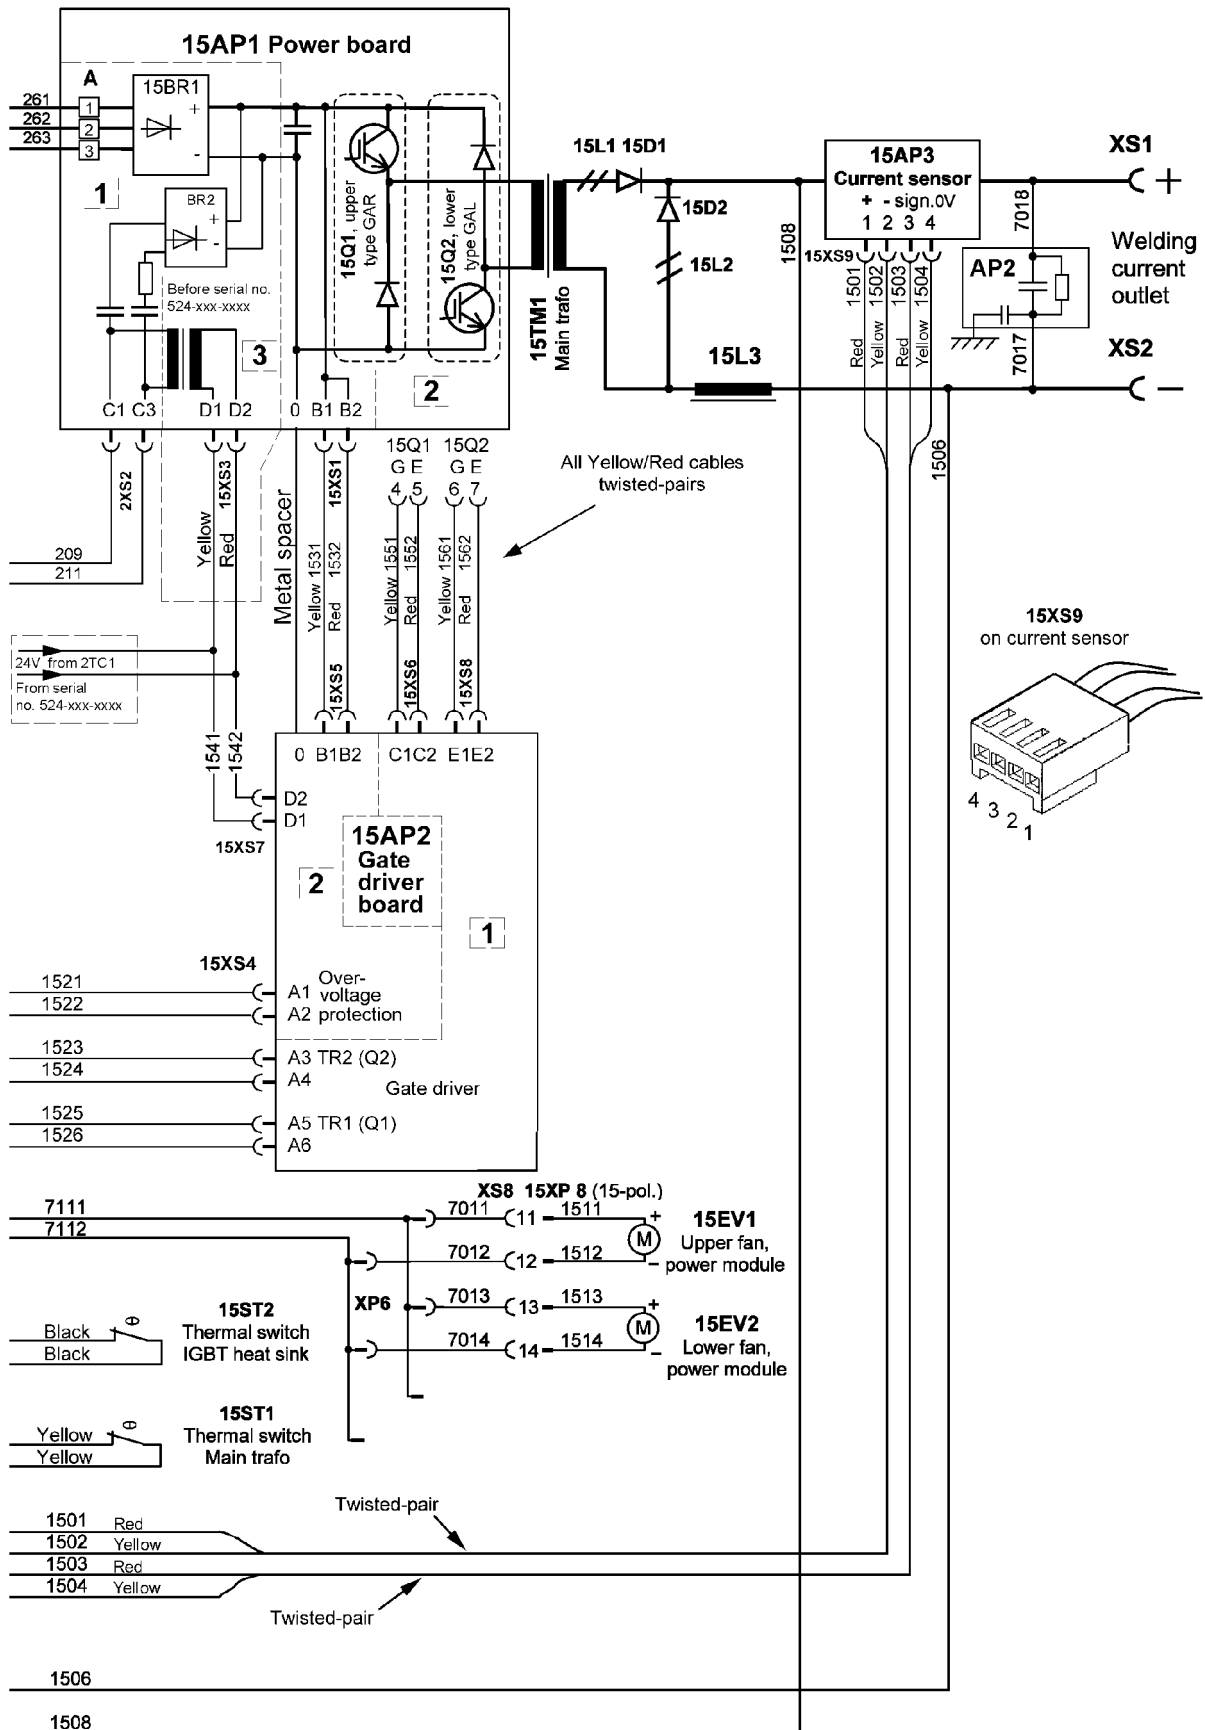 15AP1 Power board
A
15BR1
261
262
263
1
2
3
+
-
1
BR2
+
-
Before serial no.
524-xxx-xxxx
3
15Q1, upper
type GAR
15Q2, lower
type GAL
2
C1 C3 D1 D2 0 B1 B2
15TM1
Main trafo
15L1 15D1
15D2
15L2
15L3
1508
15AP3
Current sensor
+ - sign.0V
1 2 3 4
15XS9
1501
1502
1503
1504
Red
Yellow
Red
Yellow
7018
AP2
7017
XS1
+
Welding
current
outlet
XS2
-
1506
2XS2
15XS3
Yellow
Red
Metal spacer
15XS1
Yellow 1531
Red 1532
15XS5
15Q1 15Q2
G E G E
4 5 6 7
Yellow 1551
Red 1552
15XS6
Yellow 1561
Red 1562
15XS8
All Yellow/Red cables
twisted-pairs
209
211
24V from 2TC1
From serial
no. 524-xxx-xxxx
1541
1542
15XS9
on current sensor
4 3 2 1
0 B1B2 C1C2 E1E2
D2
D1
15XS7
15AP2
Gate
driver
board
2
1
15XS4
1521
1522
A1 Over-
voltage
A2 protection
1523
1524
A3 TR2 (Q2)
A4
Gate driver
1525
1526
A5 TR1 (Q1)
A6
7111
7112
XS8 15XP 8 (15-pol.)
7011 11 1511
+
M
-
15EV1
Upper fan,
power module
7012 12 1512
XP6
7013 13 1513
+
M
-
15EV2
Lower fan,
power module
7014 14 1514
Black
Black
θ
15ST2
Thermal switch
IGBT heat sink
Yellow
Yellow
θ
15ST1
Thermal switch
Main trafo
Twisted-pair
1501 Red
1502 Yellow
1503 Red
1504 Yellow
Twisted-pair
1506
1508